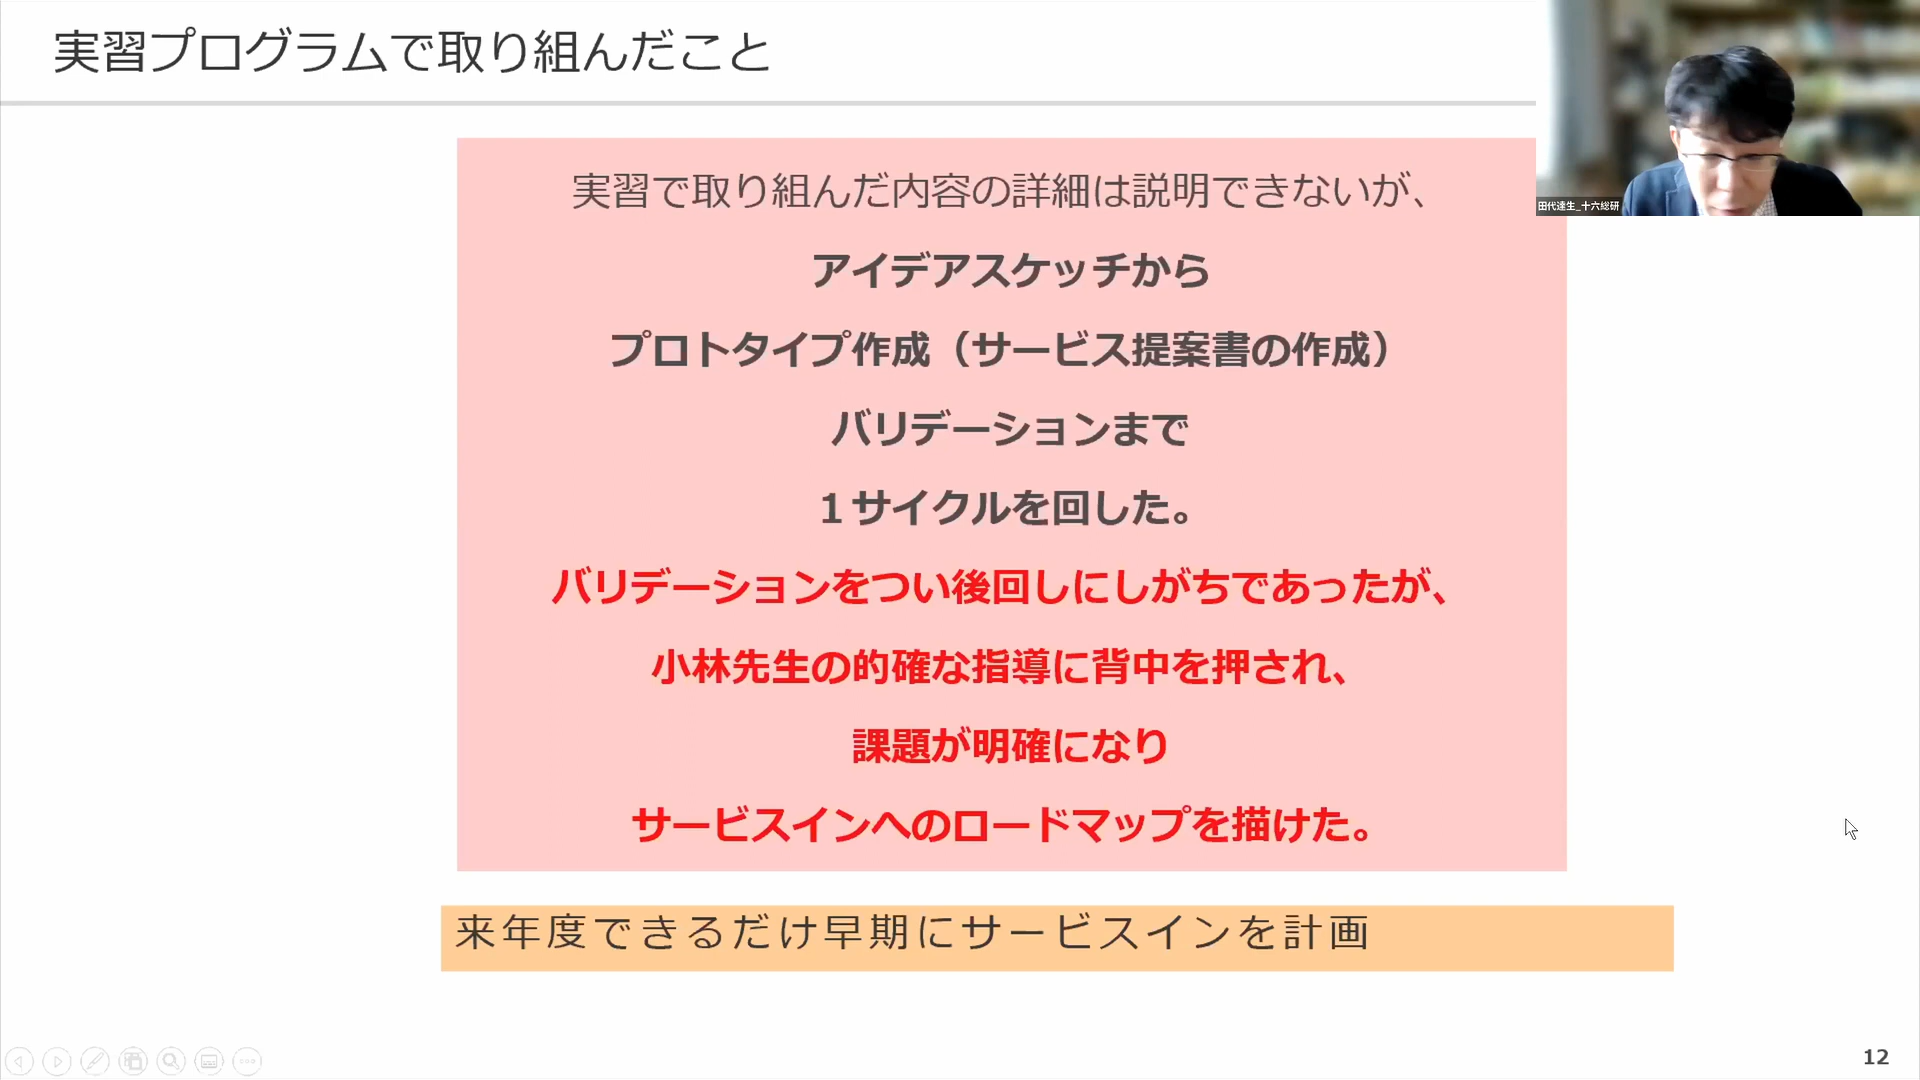 実習プログラムで取り組んだこと
田代達生_十六総研
実習で取り組んだ内容の詳細は説明できないが、
アイデアスケッチから
プロトタイプ作成（サービス提案書の作成）
バリデーションまで
１サイクルを回した。
バリデーションをつい後回しにしがちであったが、
小林先生の的確な指導に背中を押され、
課題が明確になり
サービスインへのロードマップを描けた。
来年度できるだけ早期にサービスインを計画
12